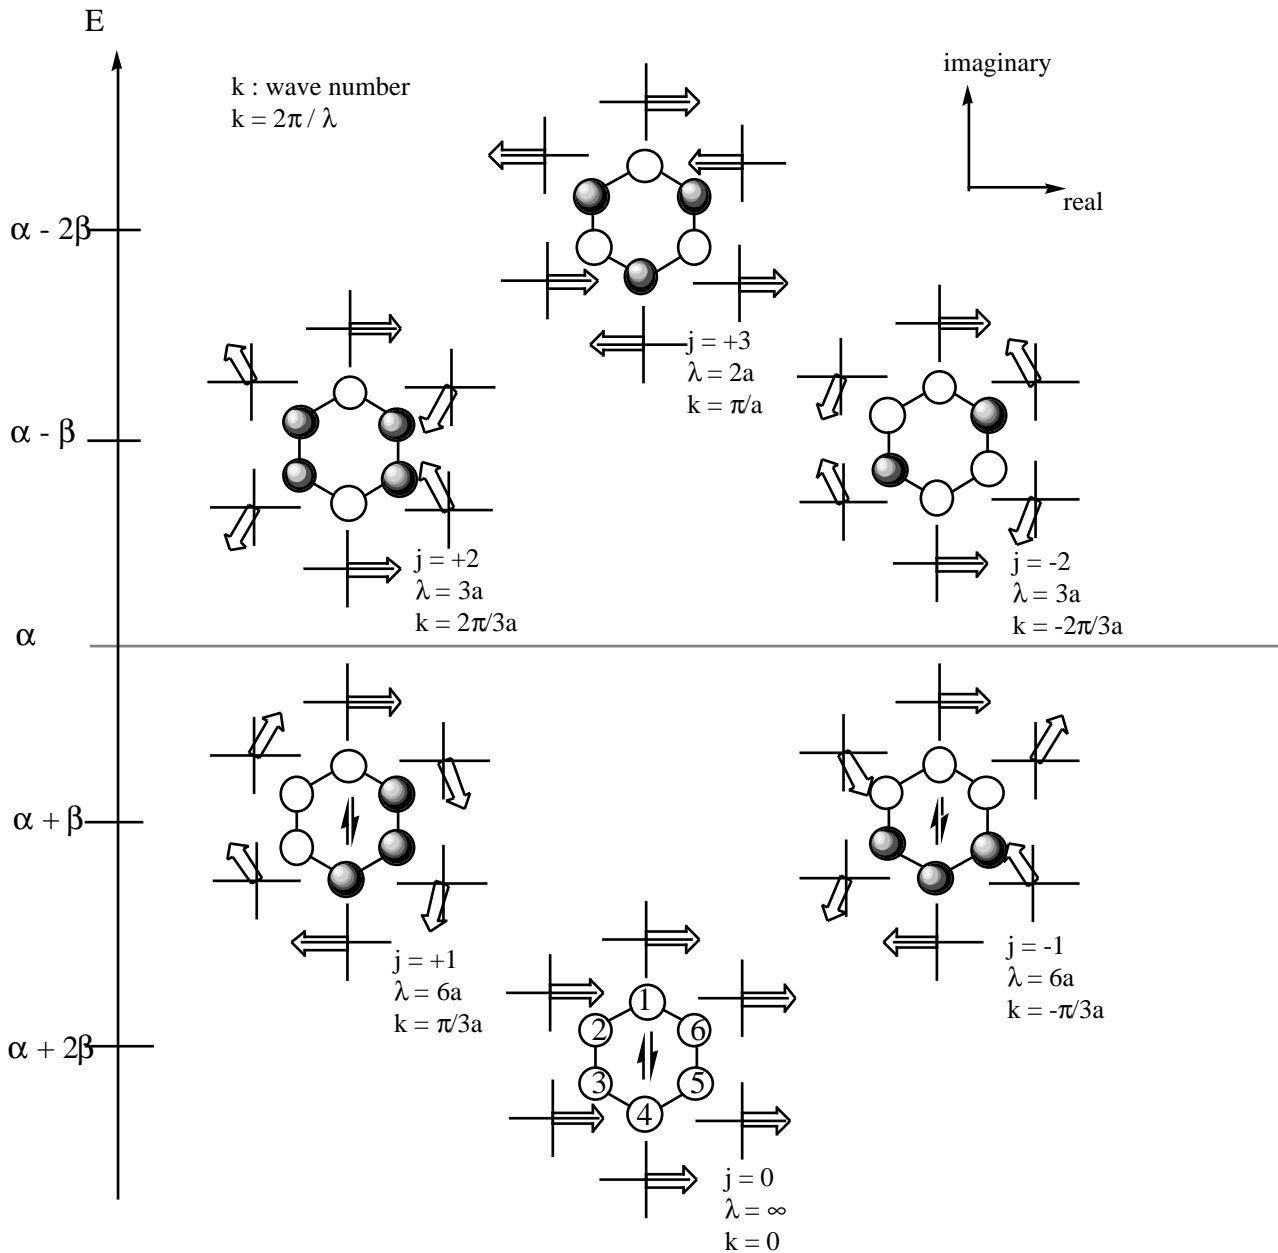 E
k : wave number
k = 2π / λ
imaginary
real
α - 2β
j = +3
λ = 2a
k = π/a
α - β
j = +2
λ = 3a
k = 2π/3a
j = -2
λ = 3a
k = -2π/3a
α
α + β
j = +1
λ = 6a
k = π/3a
j = -1
λ = 6a
k = -π/3a
α + 2β
1
2
6
3
5
4
j = 0
λ = ∞
k = 0